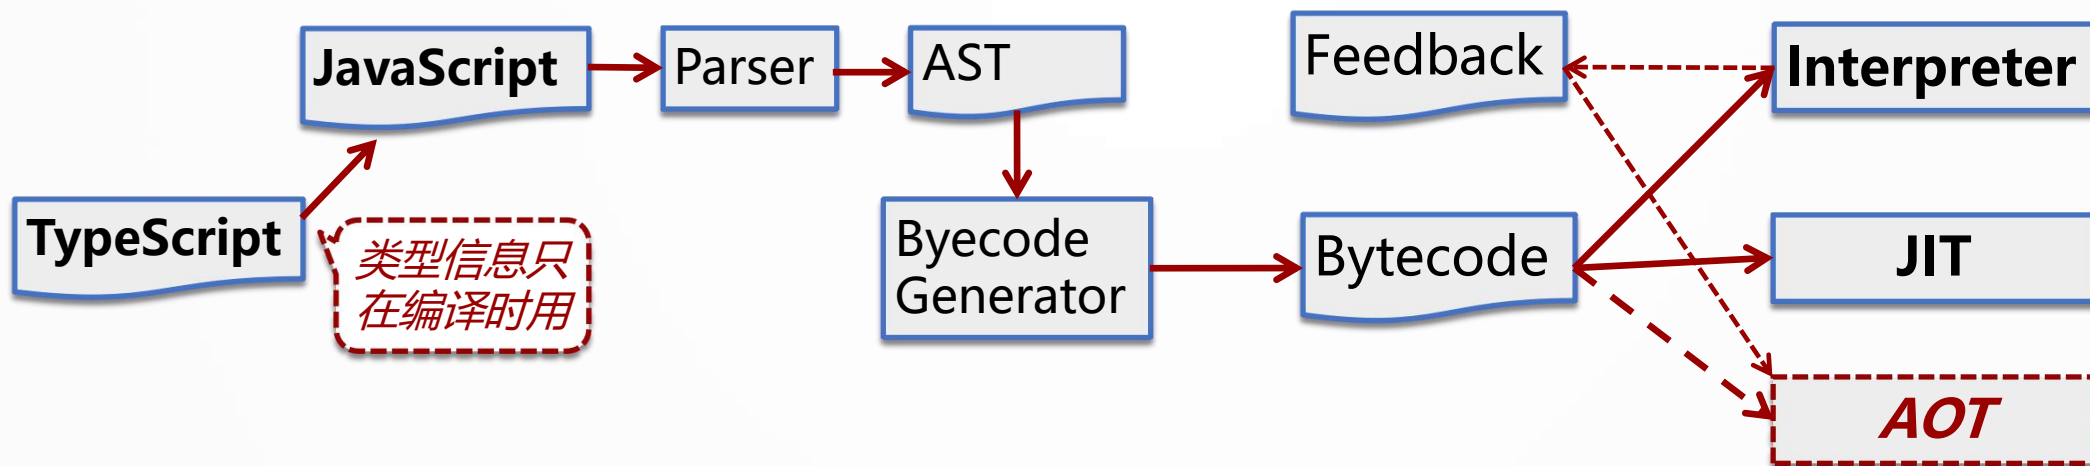 JavaScript
Parser
AST
Feedback
Interpreter
TypeScript
类型信息只
在编译时用
Byecode
Generator
Bytecode
JIT
AOT